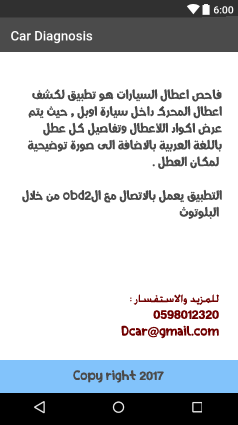 6:00
Car Diagnosis
فاحص اعطال السيارات هو تطبيق لكشف
اعطال المحرك داخل سيارة اوبل , حيث يتم
عرض اكواد الاعطال وتفاصيل كل عطل
باللغة العربية بالاضافة الى صورة توضيحية
لمكان العطل .
التطبيق يعمل بالاتصال مع الobd2 من خلال
البلوتوث
للمزيد والاستفسار :
0598012320
Dcar@gmail.com
Copy right 2017